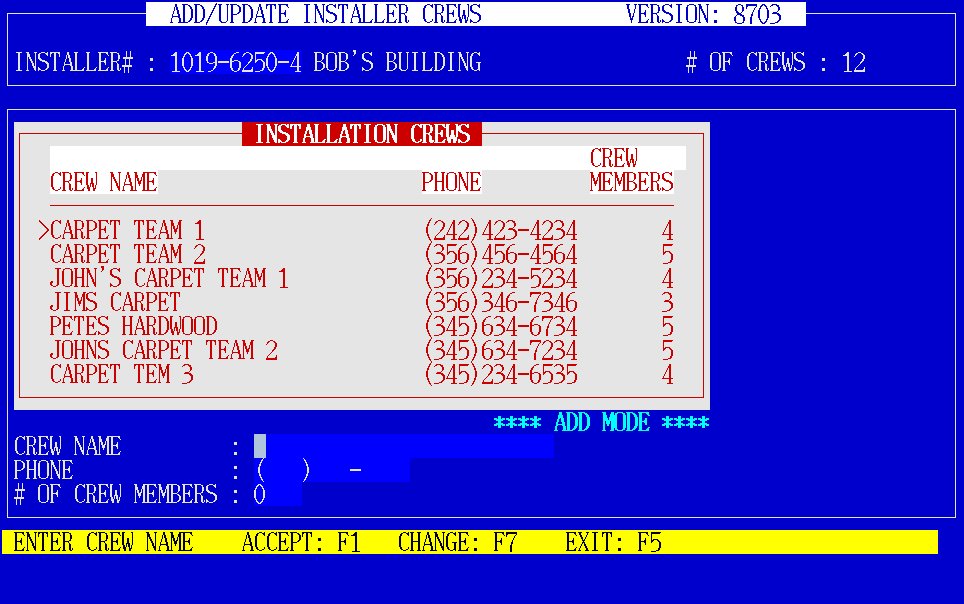 ADD/UPDATE INSTALLER CREWS VERSION: 8703
INSTALLER# : 1019-6250-4 BOB'S BUILDING # OF CREWS : 12
INSTALLATION CREWS
CREW
CREW NAME PHONE MEMBERS
>CARPET TEAM 1 (242)423-4234 4
CARPET TEAM 2 (356)456-4564 5
JOHN'S CARPET TEAM 1 (356)234-5234 4
JIMS CARPET (356)346-7346 3
PETES HARDWOOD (345)634-6734 5
JOHNS CARPET TEAM 2 (345)634-7234 5
CARPET TEM 3 (345)234-6535 4
**** ADD MODE ****
CREW NAME :
PHONE : ( ) -
# OF CREW MEMBERS : 0
ENTER CREW NAME ACCEPT: F1 CHANGE: F7 EXIT: F5